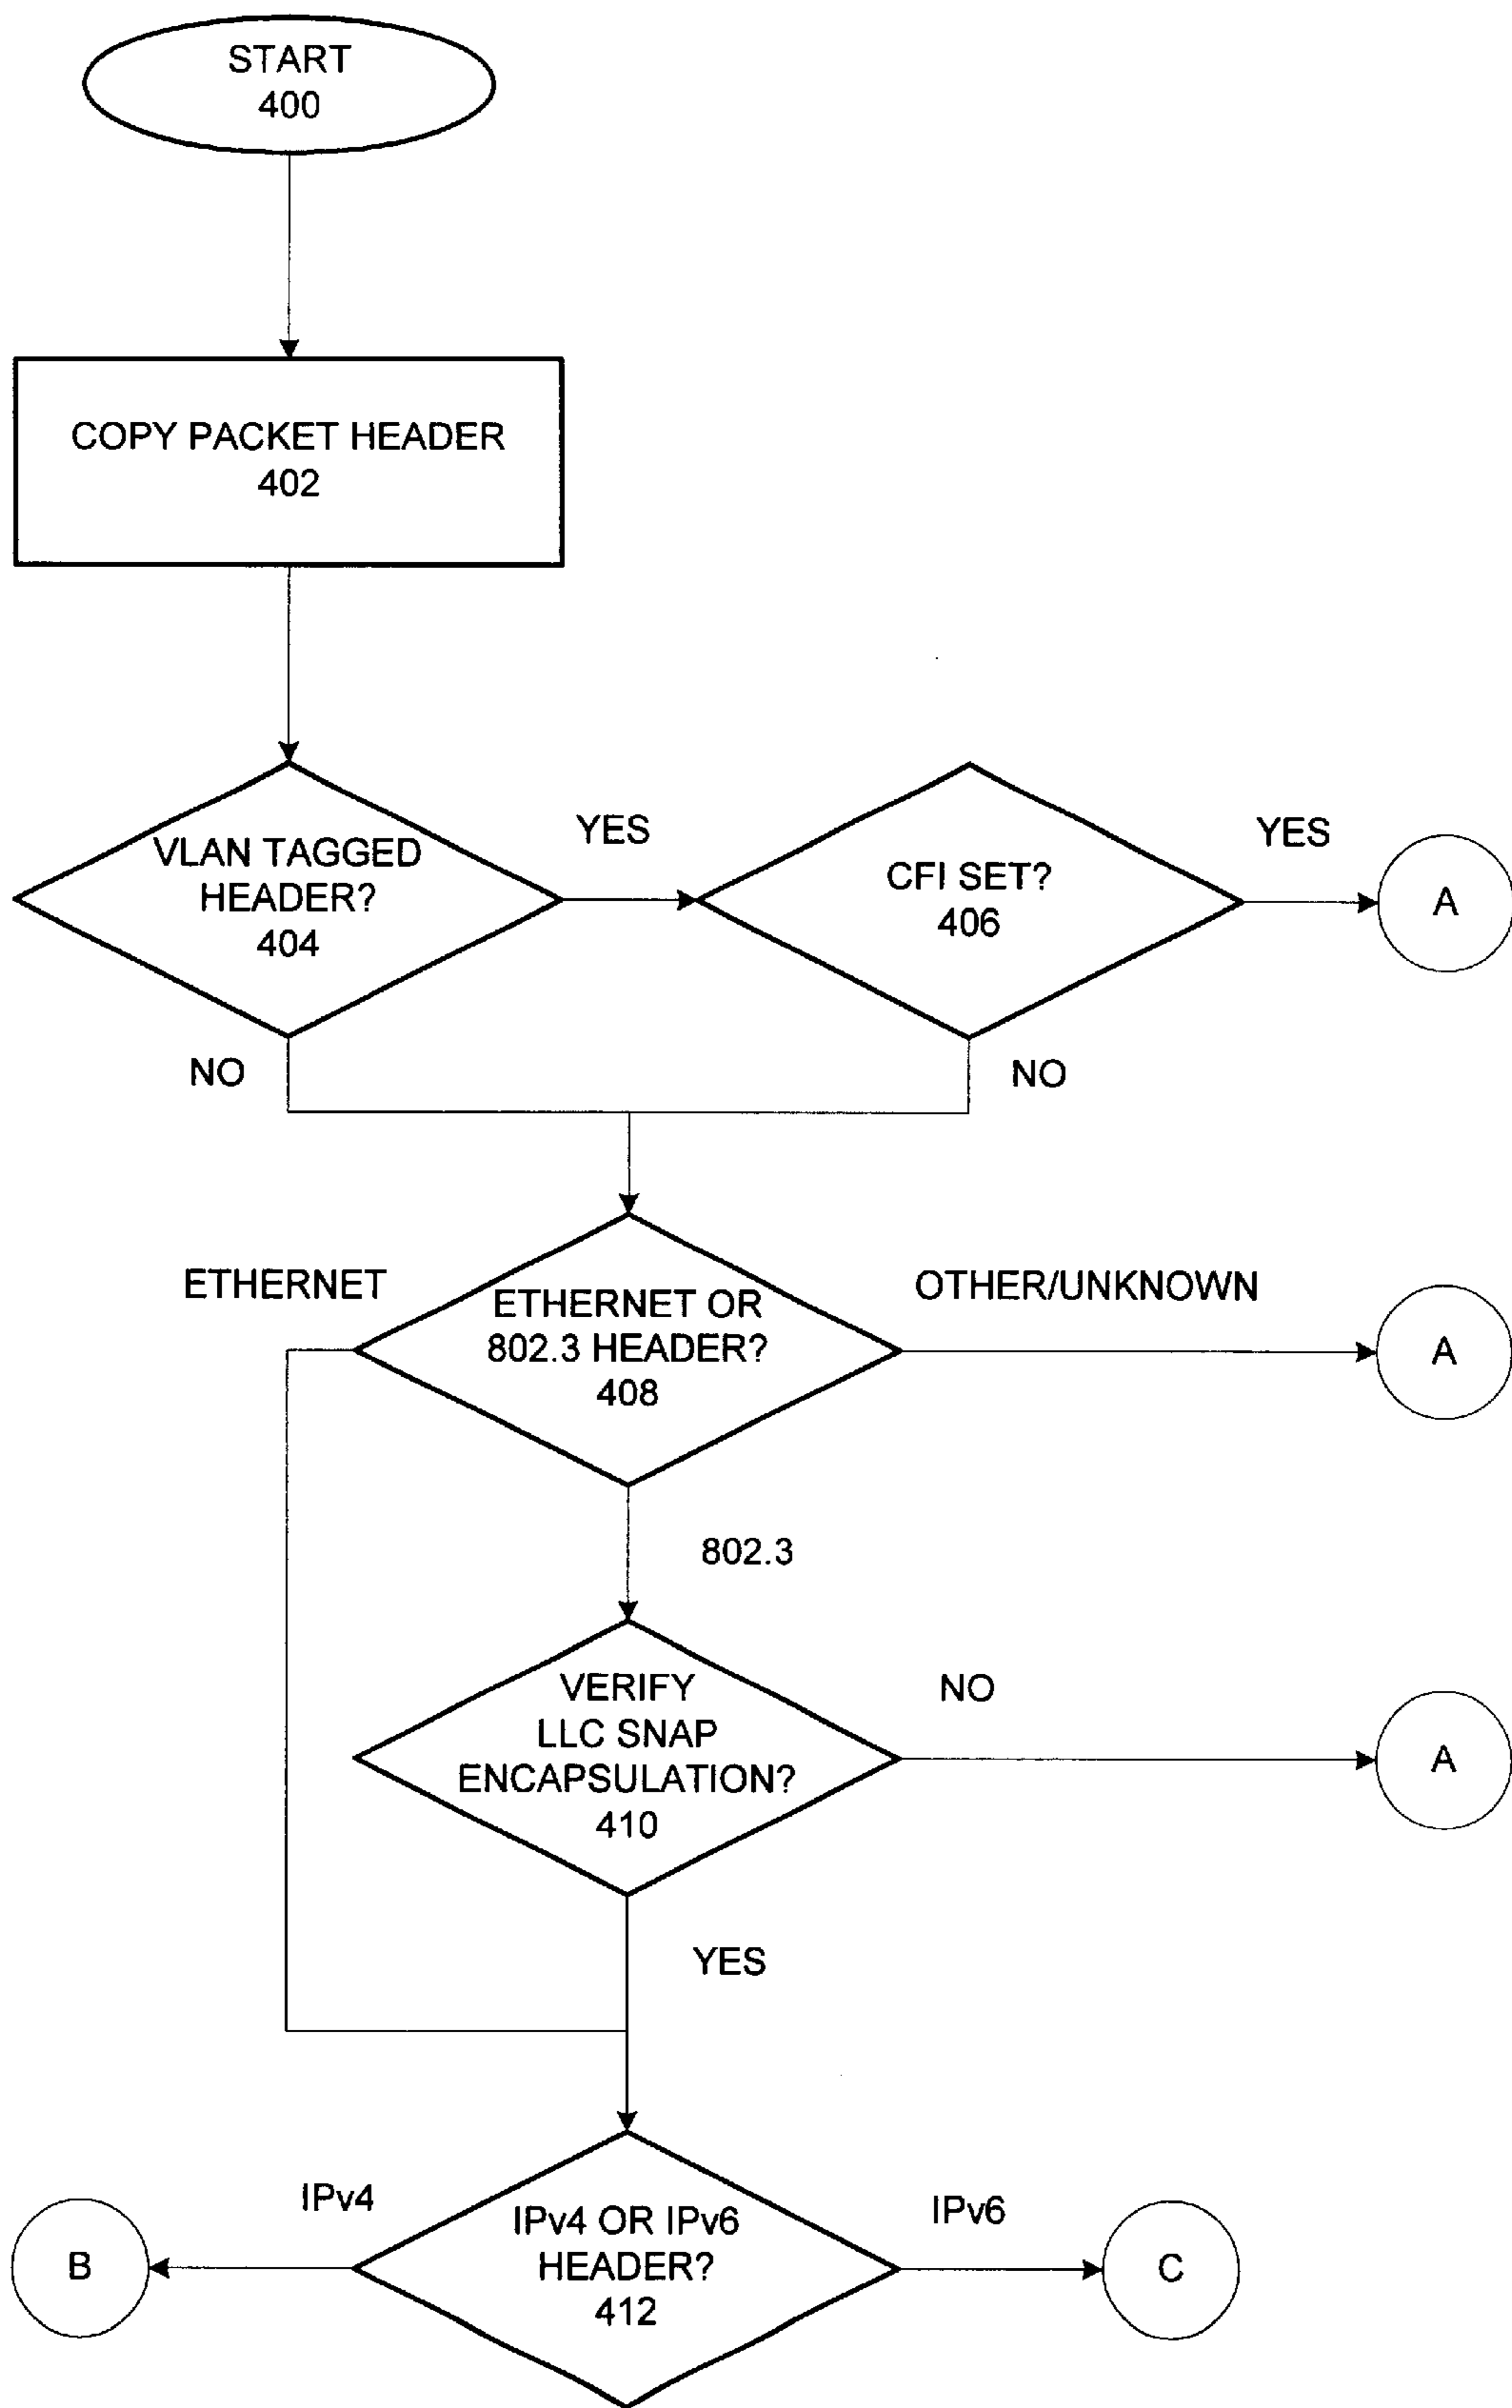 START
400
COPY PACKET HEADER
402
VLAN TAGGED
HEADER?
404
YES
CFI SET?
406
YES
A
NO
NO
ETHERNET
ETHERNET OR
802.3 HEADER?
408
OTHER/UNKNOWN
A
802.3
VERIFY
LLC SNAP
ENCAPSULATION?
410
NO
A
YES
IPv4
IPv4 OR IPv6
HEADER?
412
IPv6
B
C